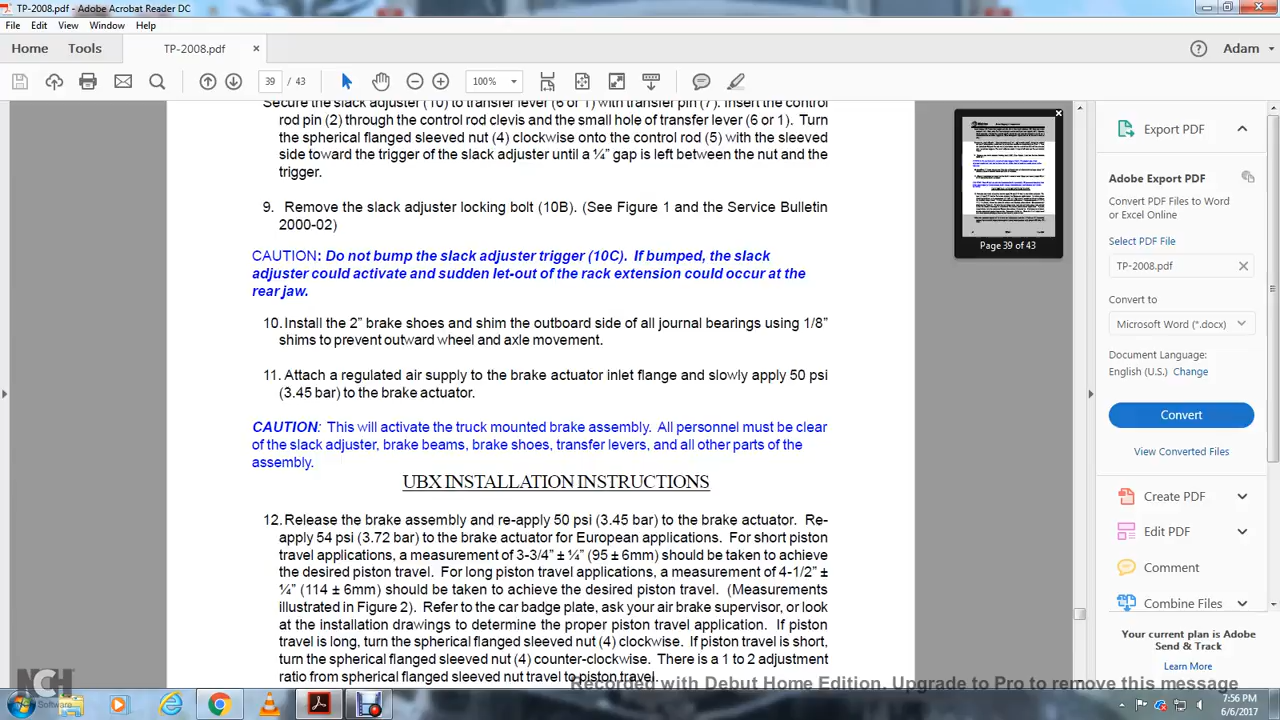 TP-2008.pdf - Adobe Acrobat Reader DC
File Edit View Window Help
Home Tools TP-2008.pdf × Adam
39 / 43 100%
Secure the slack adjuster (10) to transfer lever (6 or 1) with transfer pin (7). Insert the control
rod pin (2) through the control rod clevis and the small hole of transfer lever (6 or 1). Turn
the spherical flanged sleeved nut (4) clockwise onto the control rod (5) with the sleeved
side toward the trigger of the slack adjuster until a ¼” gap is left between the nut and the
trigger.
9. Remove the slack adjuster locking bolt (10B). (See Figure 1 and the Service Bulletin
2000-02)
CAUTION: Do not bump the slack adjuster trigger (10C). If bumped, the slack
adjuster could activate and sudden let-out of the rack extension could occur at the
rear jaw.
10. Install the 2” brake shoes and shim the outboard side of all journal bearings using 1/8”
shims to prevent outward wheel and axle movement.
11. Attach a regulated air supply to the brake actuator inlet flange and slowly apply 50 psi
(3.45 bar) to the brake actuator.
CAUTION: This will activate the truck mounted brake assembly. All personnel must be clear
of the slack adjuster, brake beams, brake shoes, transfer levers, and all other parts of the
assembly.
UBX INSTALLATION INSTRUCTIONS
12. Release the brake assembly and re-apply 50 psi (3.45 bar) to the brake actuator. Re-
apply 54 psi (3.72 bar) to the brake actuator for European applications. For short piston
travel applications, a measurement of 3-3/4” ± ¼” (95 ± 6mm) should be taken to achieve
the desired piston travel. For long piston travel applications, a measurement of 4-1/2” ±
¼” (114 ± 6mm) should be taken to achieve the desired piston travel. (Measurements
illustrated in Figure 2). Refer to the car badge plate, ask your air brake supervisor, or look
at the installation drawings to determine the proper piston travel application. If piston
travel is long, turn the spherical flanged sleeved nut (4) clockwise. If piston travel is short,
turn the spherical flanged sleeved nut (4) counter-clockwise. There is a 1 to 2 adjustment
ratio from spherical flanged sleeved nut travel to piston travel.
Page 39 of 43
Export PDF
Adobe Export PDF
Convert PDF Files to Word
or Excel Online
Select PDF File
TP-2008.pdf
Convert to
Microsoft Word (*.docx)
Document Language:
English (U.S.) Change
Convert
View Converted Files
Create PDF
Edit PDF
Comment
Combine Files
Your current plan is Adobe
Send & Track
Learn More
NCH
Software
Recorded with Debut Home Edition. Upgrade to Pro to remove this message
7:56 PM
6/6/2017